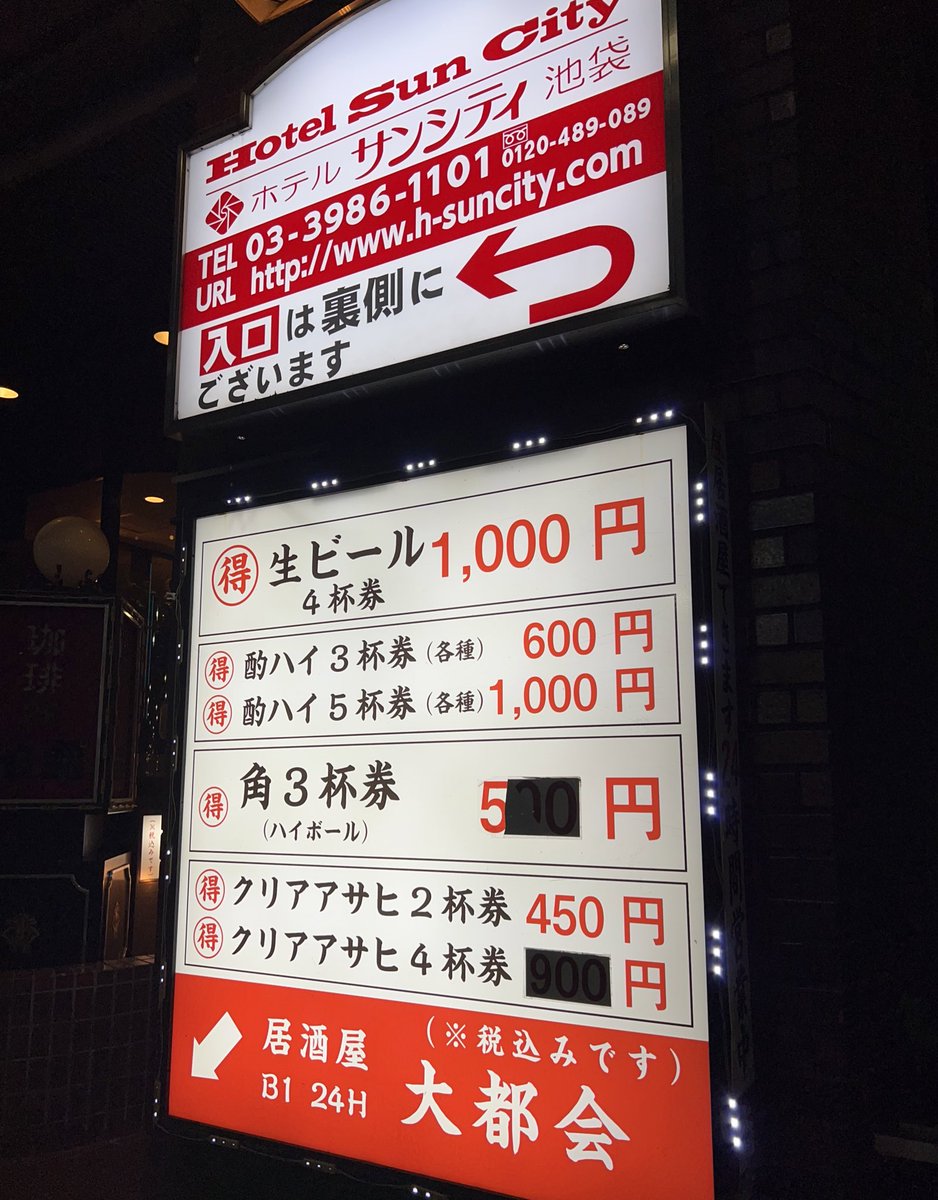 Hotel Sun City
ホテル サンシティ 池袋
TEL 03-3986-1101 0120-489-089
URL http://www.h-suncity.com
入口は裏側に
ございます
得 生ビール 1,000円
4杯券
得 酎ハイ3杯券(各種) 600円
得 酎ハイ5杯券(各種) 1,000円
得 角3杯券 500円
(ハイボール)
得 クリアアサヒ2杯券 450円
得 クリアアサヒ4杯券 900円
(※税込みです)
居酒屋
B1 24H
大都会
珈琲